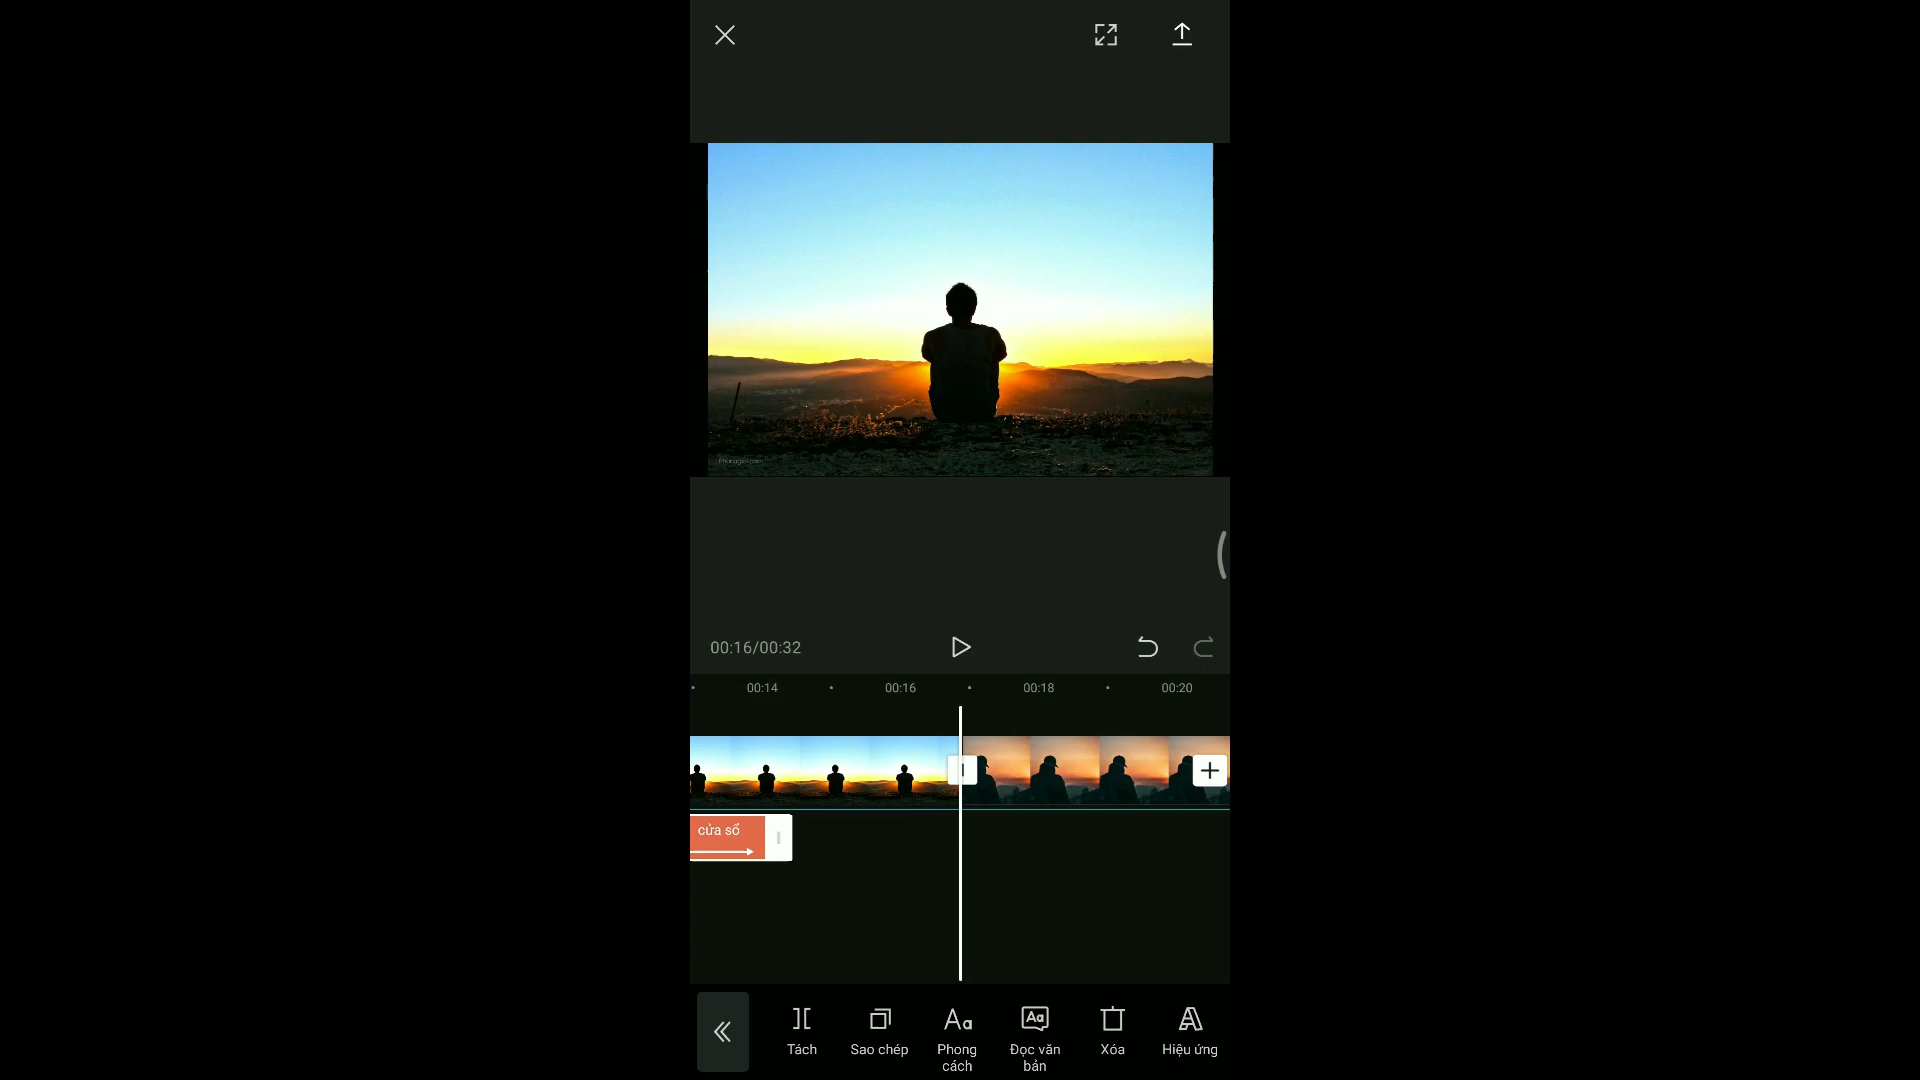 00:16/00:32
00:14
00:16
00:18
00:20
cửa sổ
Tách
Sao chép
Phong
cách
Đọc văn
bản
Xóa
Hiệu ứng